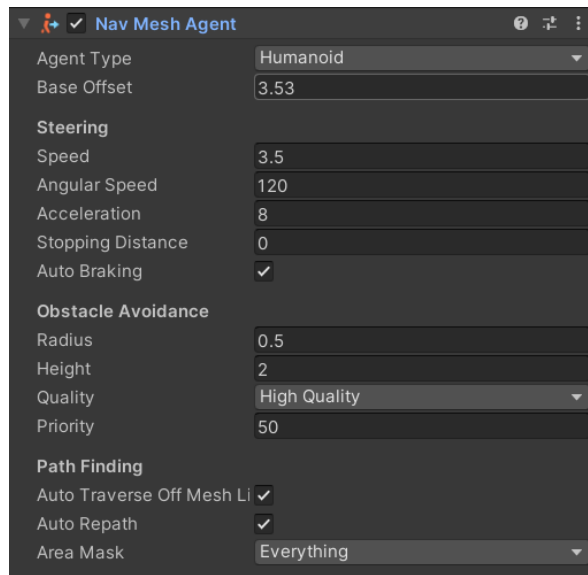 Nav Mesh Agent
Agent Type Humanoid
Base Offset 3.53
Steering
Speed 3.5
Angular Speed 120
Acceleration 8
Stopping Distance 0
Auto Braking
Obstacle Avoidance
Radius 0.5
Height 2
Quality High Quality
Priority 50
Path Finding
Auto Traverse Off Mesh Li
Auto Repath
Area Mask Everything